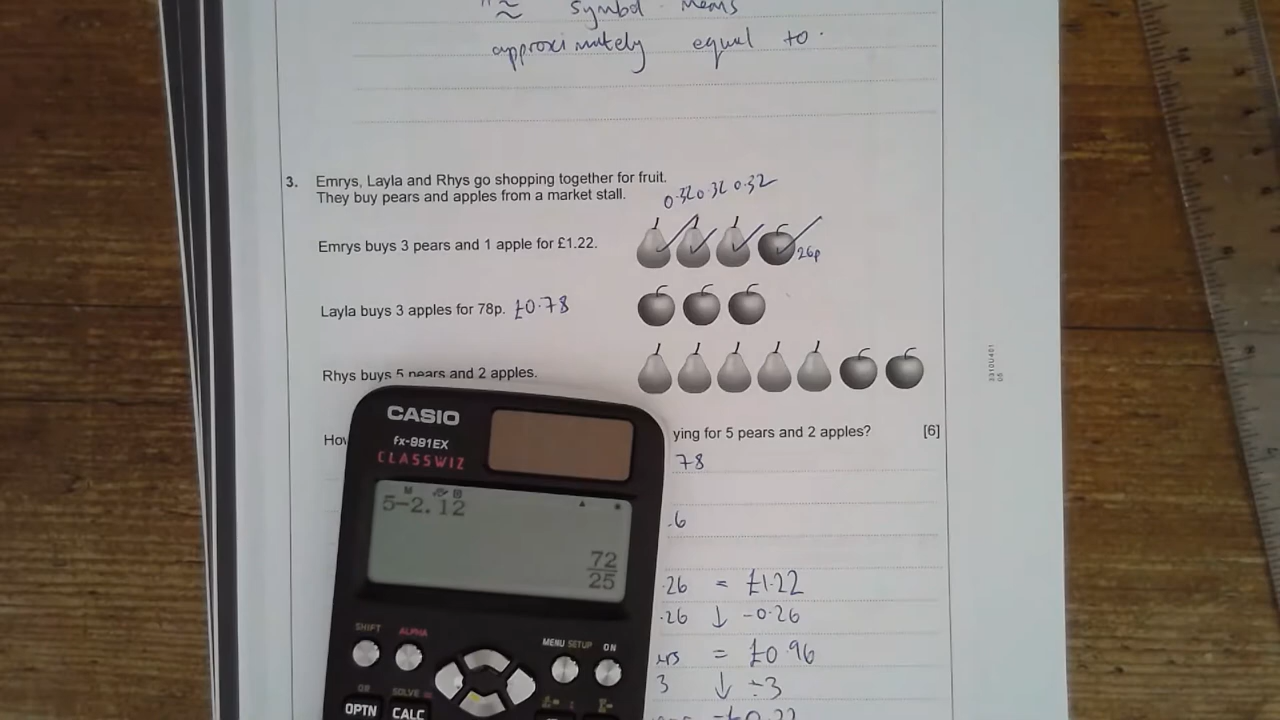 ≈ symbol means
approximately equal to.
3. Emrys, Layla and Rhys go shopping together for fruit.
They buy pears and apples from a market stall.
0.32 0.32 0.32
Emrys buys 3 pears and 1 apple for £1.22.
26p
Layla buys 3 apples for 78p. £0.78
Rhys buys 5 pears and 2 apples.
How
ying for 5 pears and 2 apples? [6]
78
.6
.26 = £1.22
.26 ↓ -0.26
ars = £0.96
3 ↓ ÷3
CASIO
fx-991EX
CLASSWIZ
5-2.12
72
25
SHIFT ALPHA MENU SETUP ON
SOLVE =
OPTN CALC